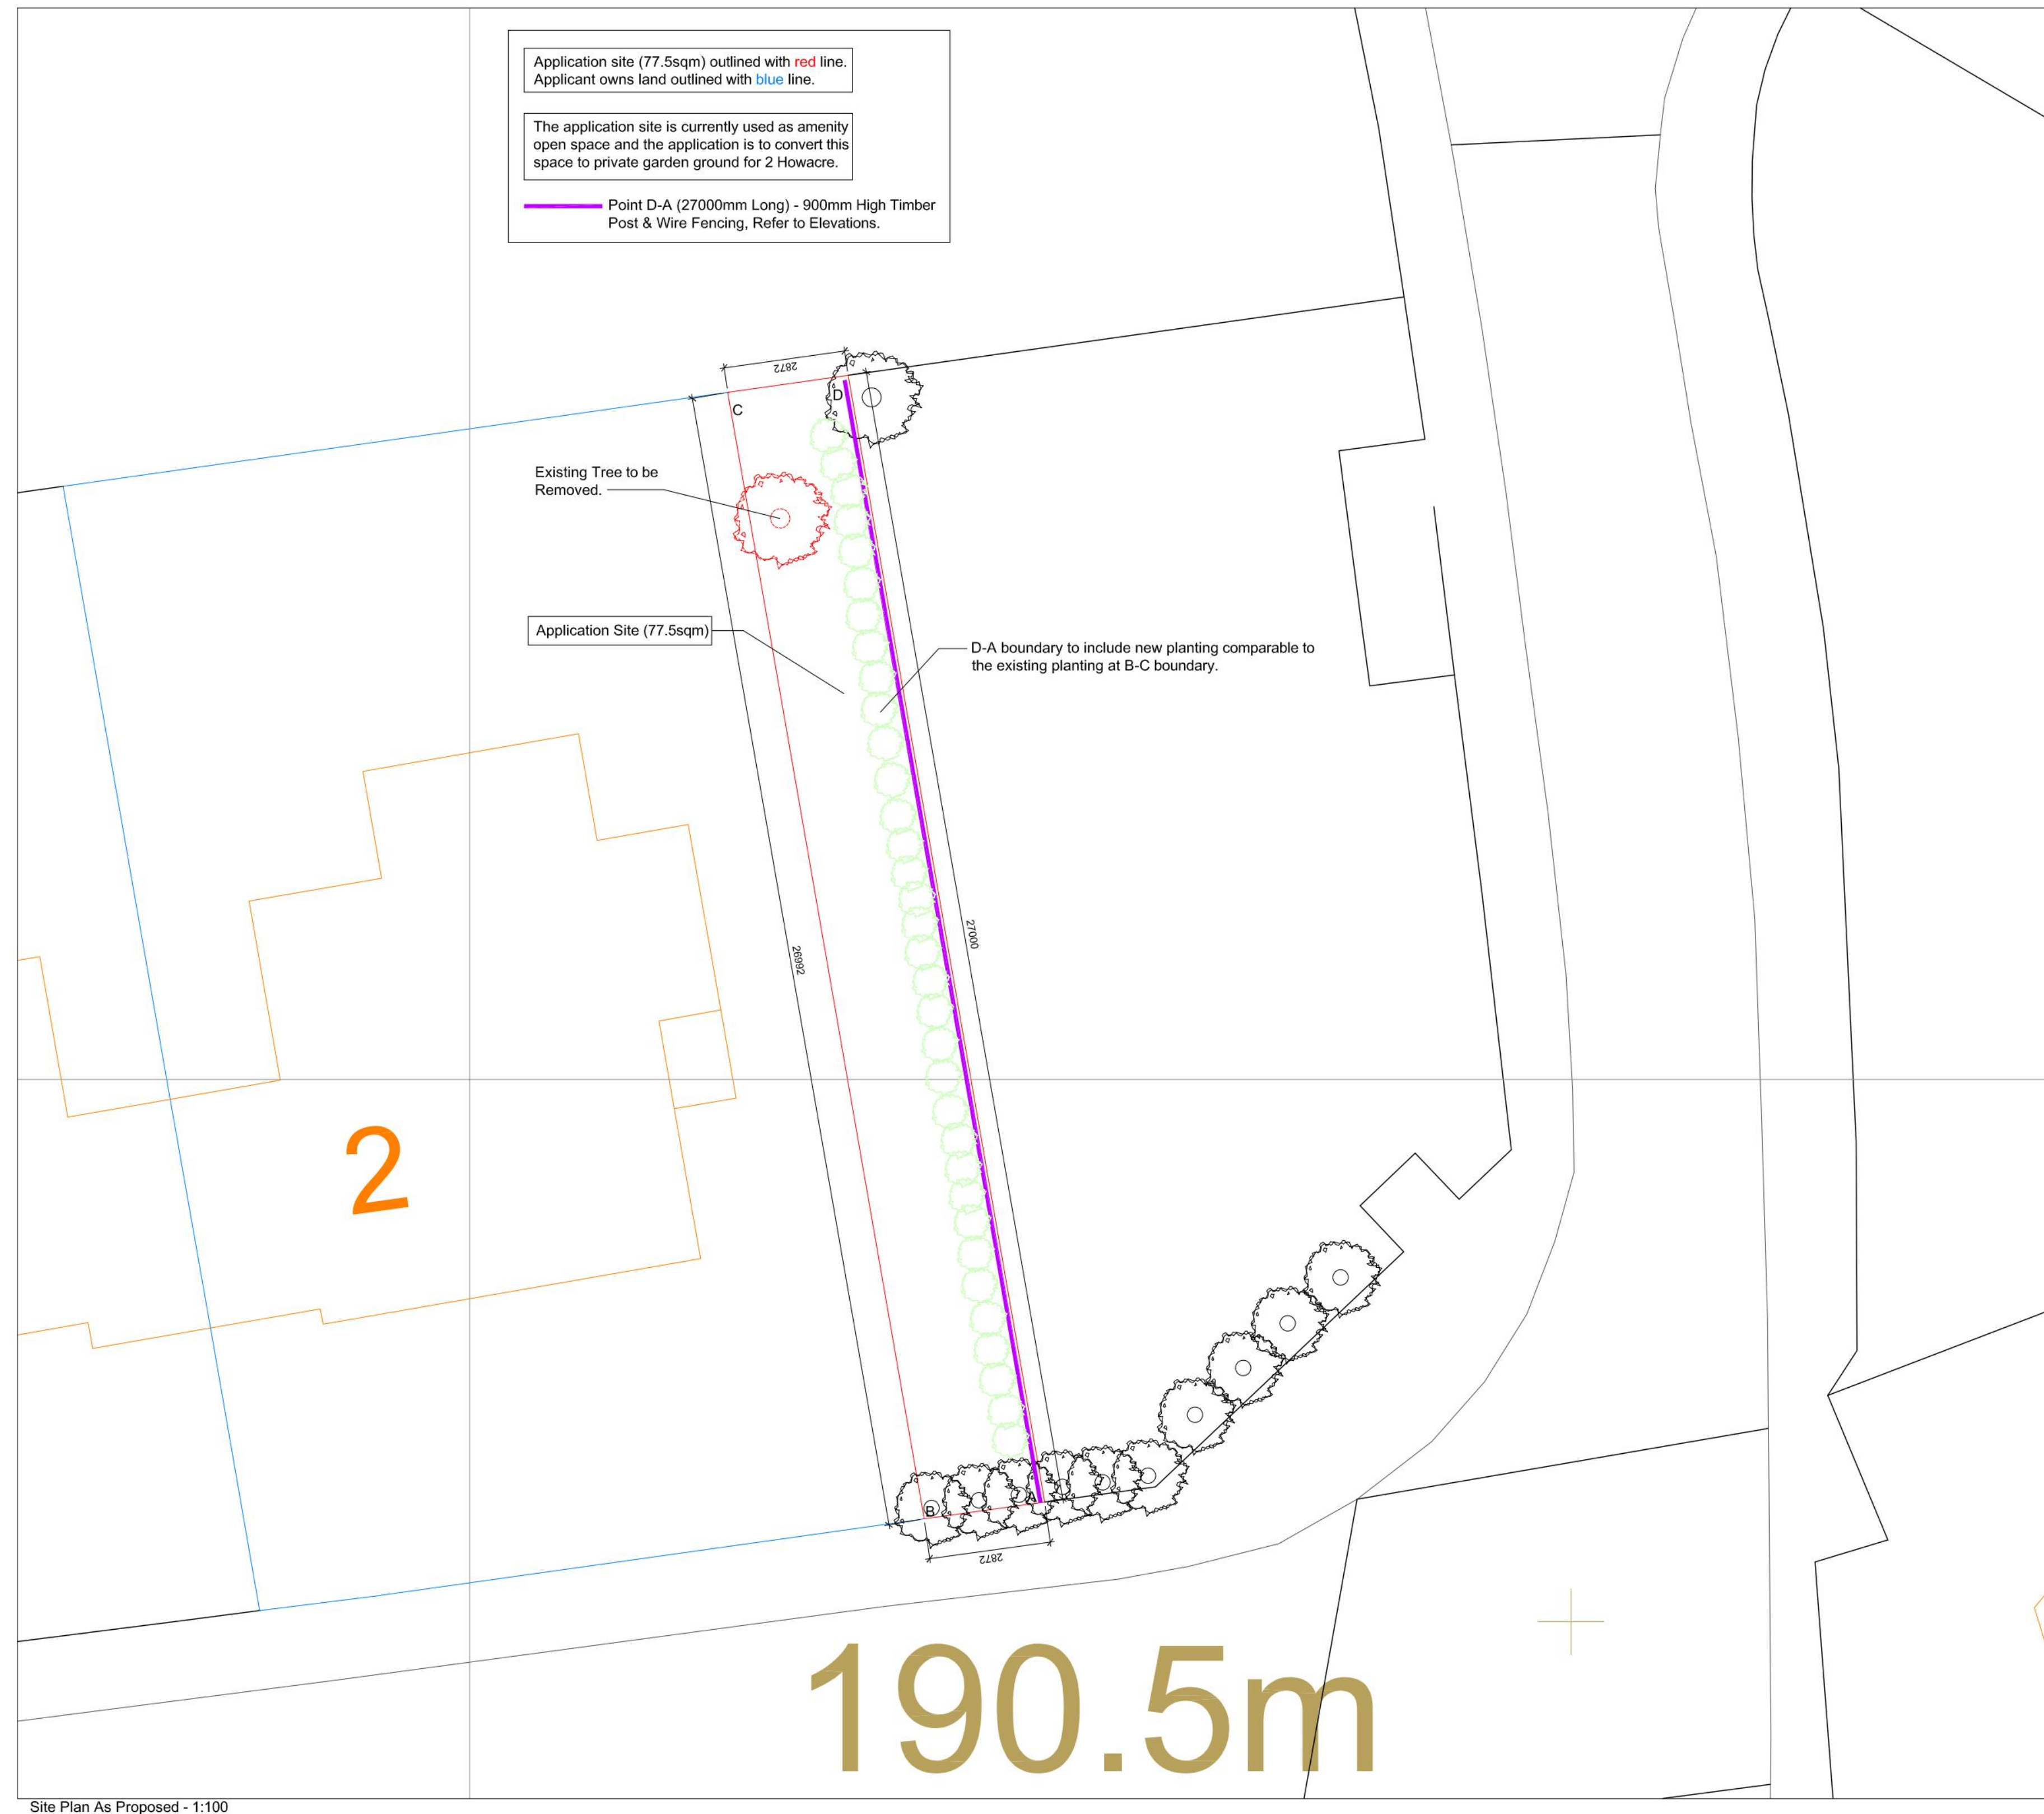 Application site (77.5sqm) outlined with red line.
Applicant owns land outlined with blue line.
The application site is currently used as amenity
open space and the application is to convert this
space to private garden ground for 2 Howacre.
Point D-A (27000mm Long) - 900mm High Timber
Post & Wire Fencing, Refer to Elevations.
2872
D
C
Existing Tree to be
Removed.
Application Site (77.5sqm)
D-A boundary to include new planting comparable to
the existing planting at B-C boundary.
27000
26992
2
A
B
2872
190.5m
Site Plan As Proposed - 1:100